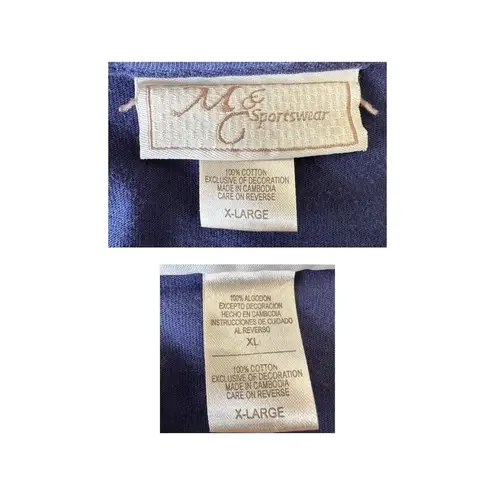 M&C Sportswear
100% COTTON
EXCLUSIVE OF DECORATION
MADE IN CAMBODIA
CARE ON REVERSE
X-LARGE
100% ALGODON
EXCEPTO DECORACION
HECHO EN CAMBODIA
INSTRUCCIONES DE CUIDADO
AL REVERSO
XL
100% COTTON
EXCLUSIVE OF DECORATION
MADE IN CAMBODIA
CARE ON REVERSE
X-LARGE